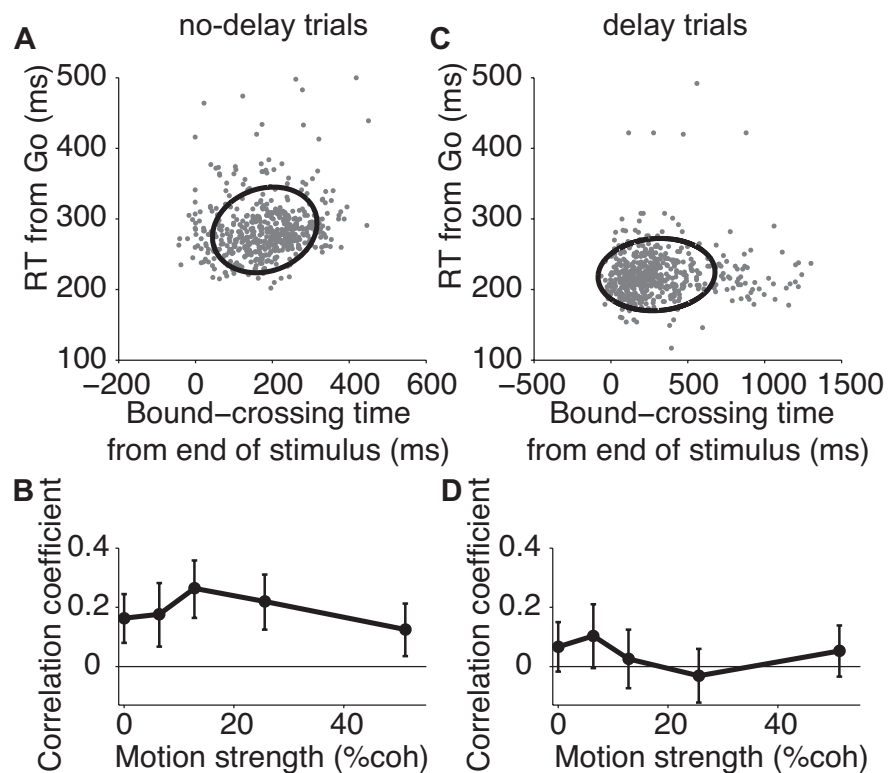 A
no-delay trials
RT from Go (ms)
500
400
300
200
100
−200
0
200
400
600
Bound−crossing time
from end of stimulus (ms)
C
delay trials
RT from Go (ms)
500
400
300
200
100
−500
0
500
1000
1500
Bound−crossing time
from end of stimulus (ms)
B
Correlation coefficient
0.4
0.2
0
0
20
40
Motion strength (%coh)
D
Correlation coefficient
0.4
0.2
0
0
20
40
Motion strength (%coh)